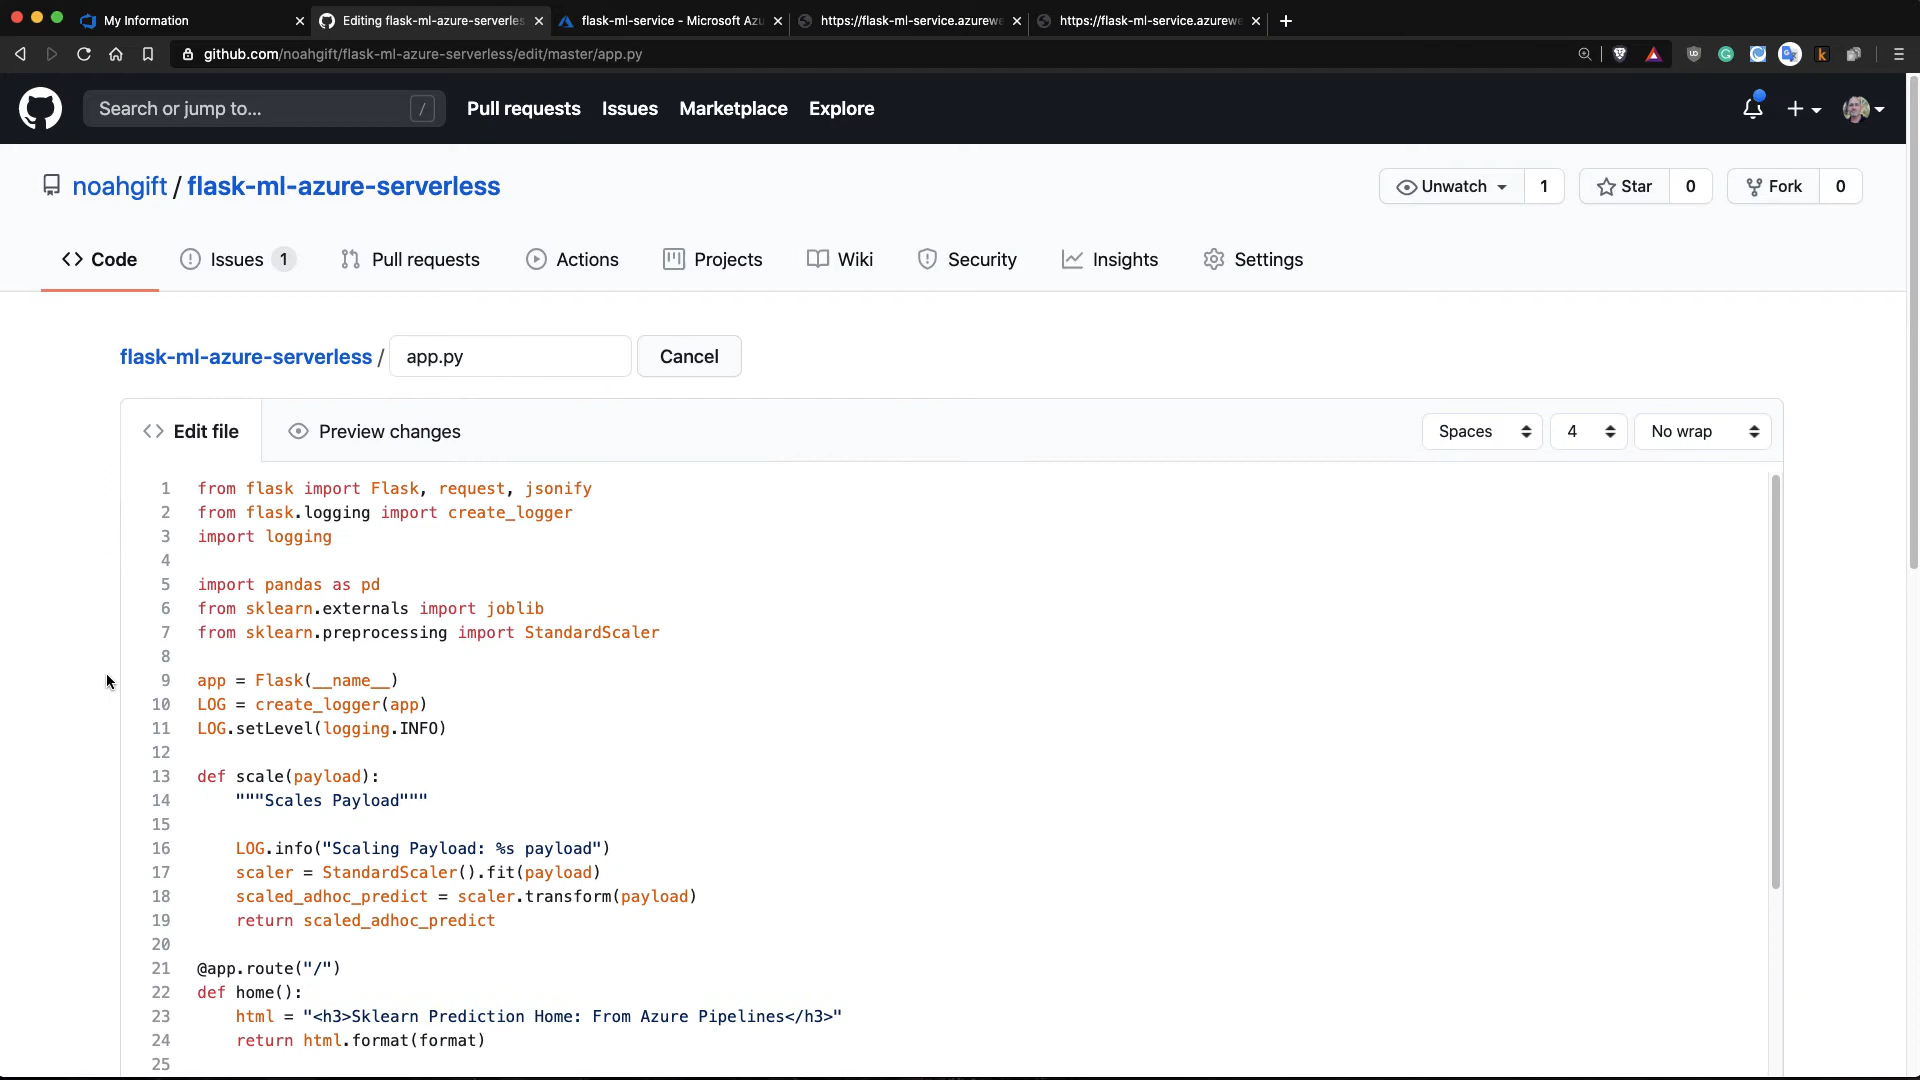 My Information
Editing flask-ml-azure-serverles
flask-ml-service - Microsoft Azu
https://flask-ml-service.azurewe
https://flask-ml-service.azurewe
github.com/noahgift/flask-ml-azure-serverless/edit/master/app.py
Search or jump to...
/
Pull requests
Issues
Marketplace
Explore
noahgift / flask-ml-azure-serverless
Unwatch
1
Star
0
Fork
0
Code
Issues 1
Pull requests
Actions
Projects
Wiki
Security
Insights
Settings
flask-ml-azure-serverless / app.py
Cancel
Edit file
Preview changes
Spaces
4
No wrap
1 from flask import Flask, request, jsonify
2 from flask.logging import create_logger
3 import logging
4
5 import pandas as pd
6 from sklearn.externals import joblib
7 from sklearn.preprocessing import StandardScaler
8
9 app = Flask(__name__)
10 LOG = create_logger(app)
11 LOG.setLevel(logging.INFO)
12
13 def scale(payload):
14 """Scales Payload"""
15
16 LOG.info("Scaling Payload: %s payload")
17 scaler = StandardScaler().fit(payload)
18 scaled_adhoc_predict = scaler.transform(payload)
19 return scaled_adhoc_predict
20
21 @app.route("/")
22 def home():
23 html = "<h3>Sklearn Prediction Home: From Azure Pipelines</h3>"
24 return html.format(format)
25